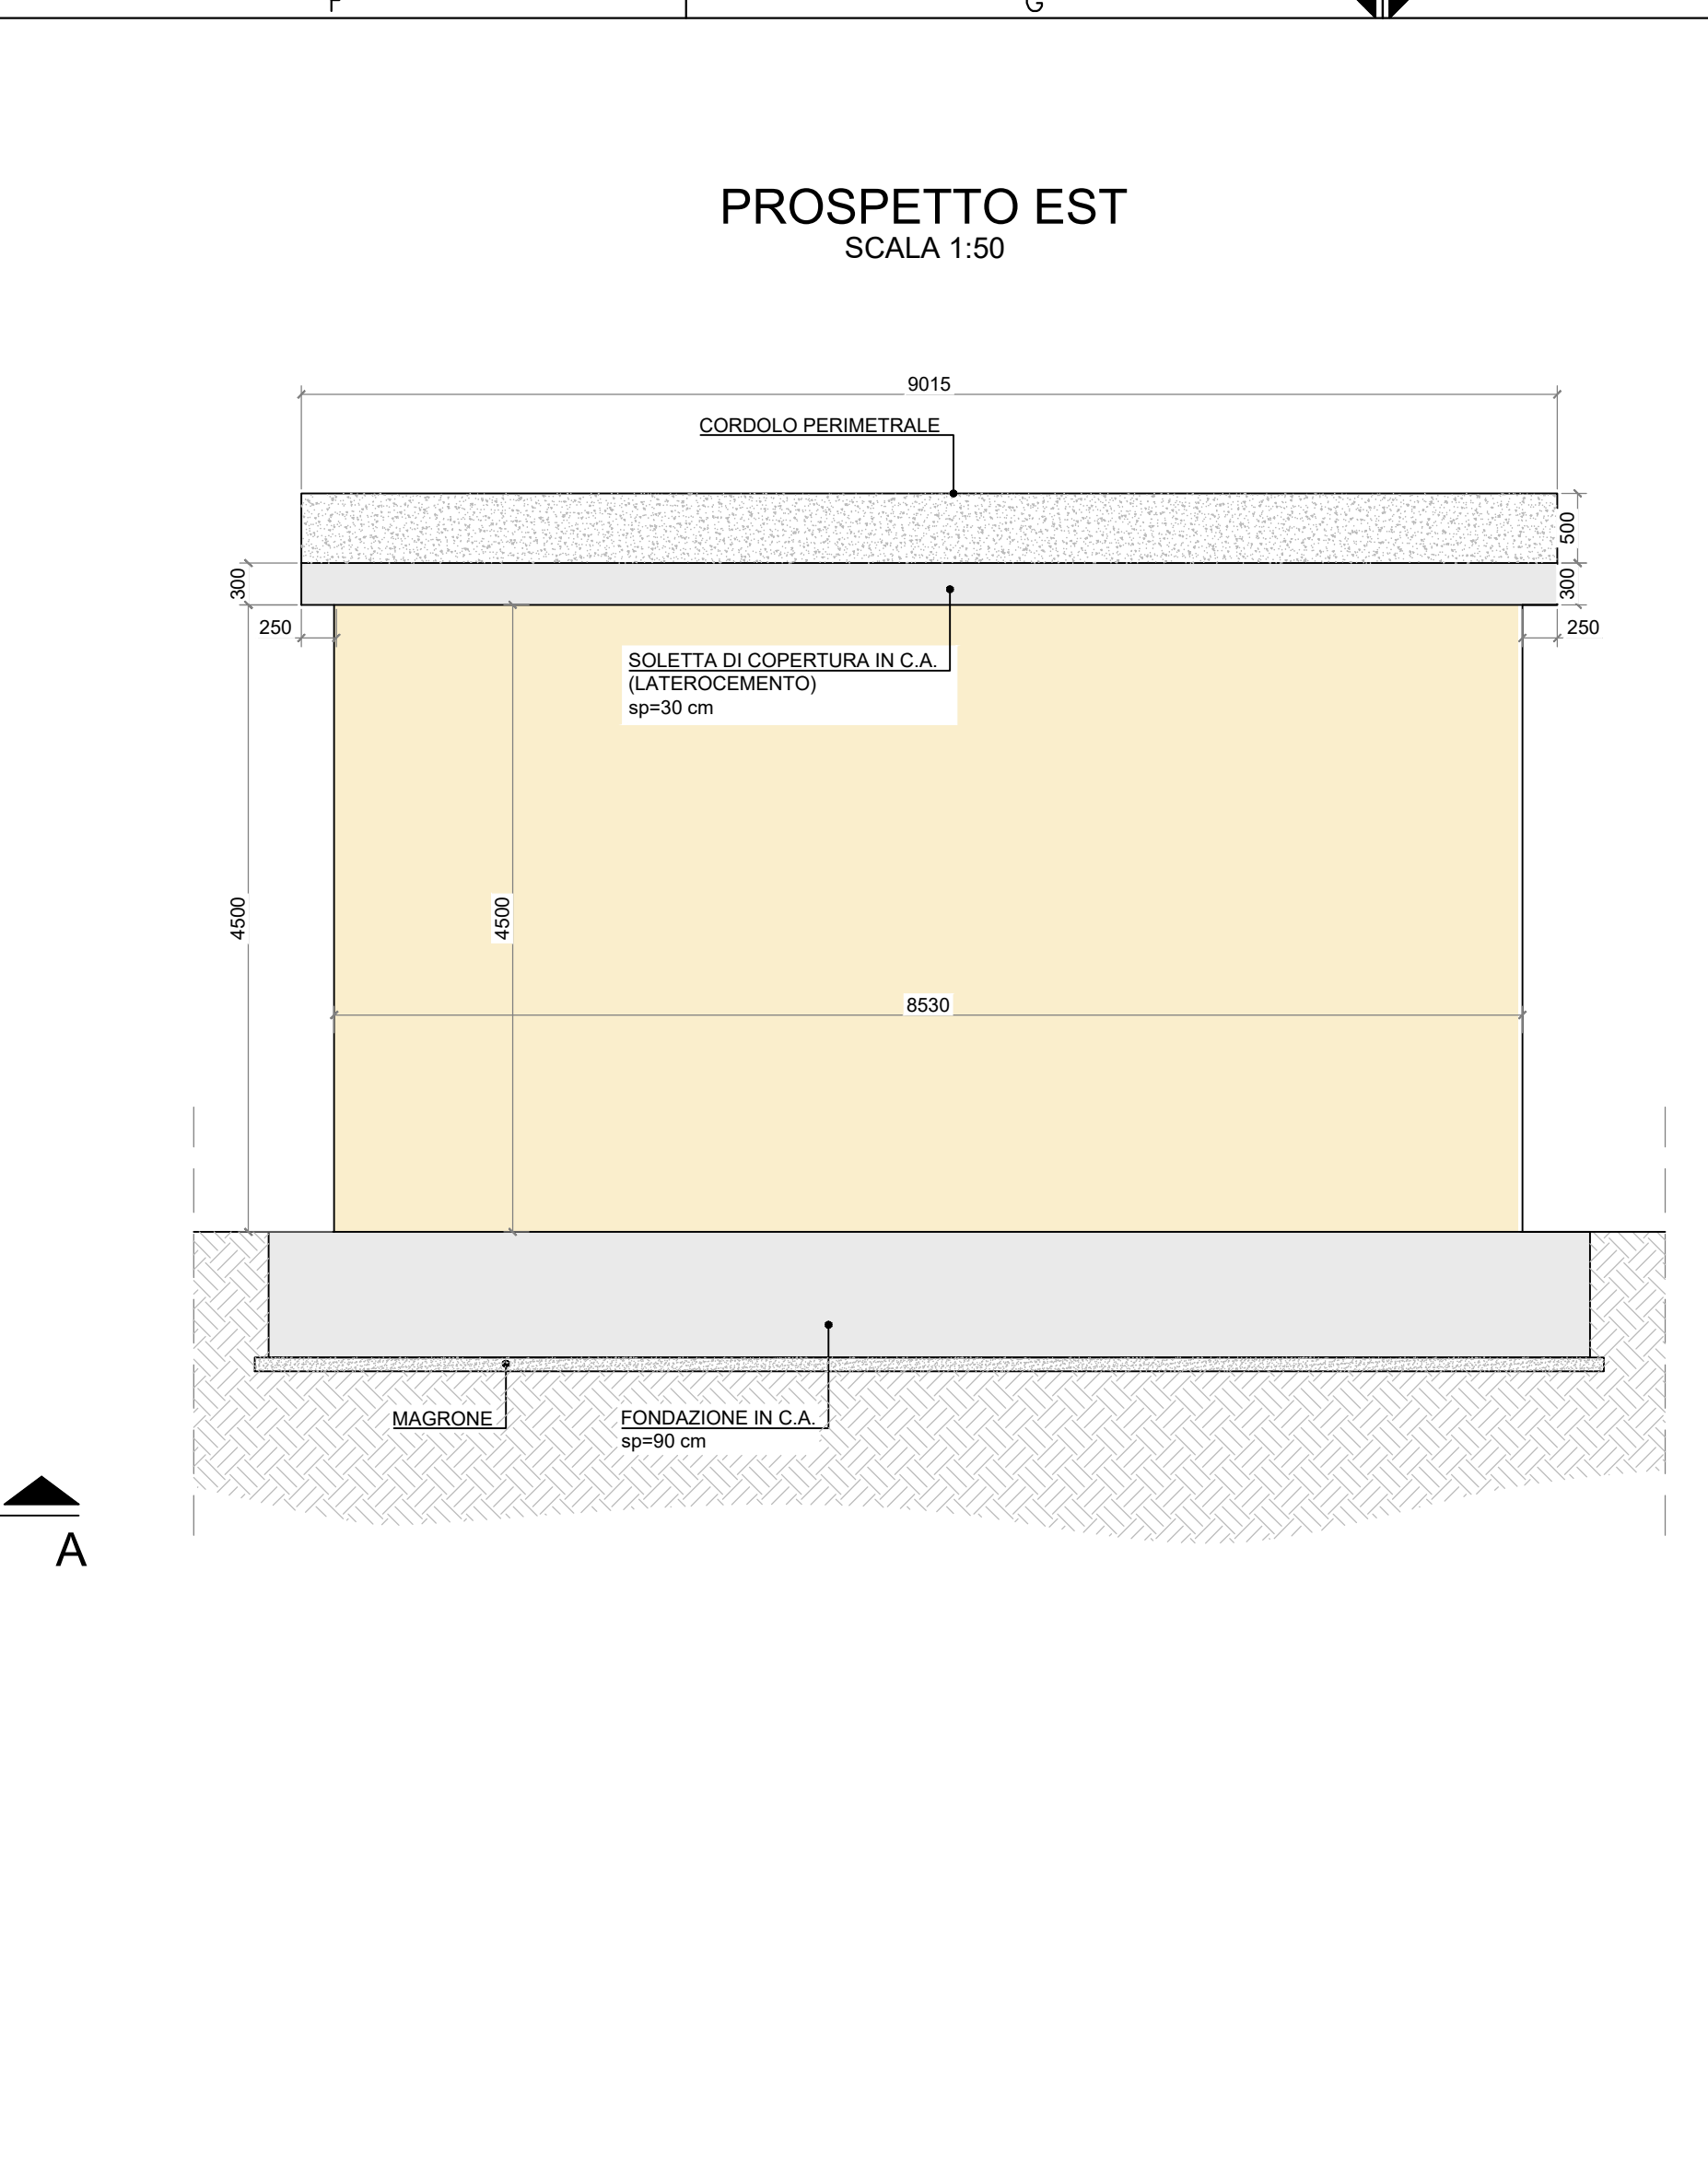 F
G
PROSPETTO EST
SCALA 1:50
9015
CORDOLO PERIMETRALE
500
300
300
250
250
SOLETTA DI COPERTURA IN C.A.
(LATEROCEMENTO)
sp=30 cm
4500
4500
8530
MAGRONE
FONDAZIONE IN C.A.
sp=90 cm
A